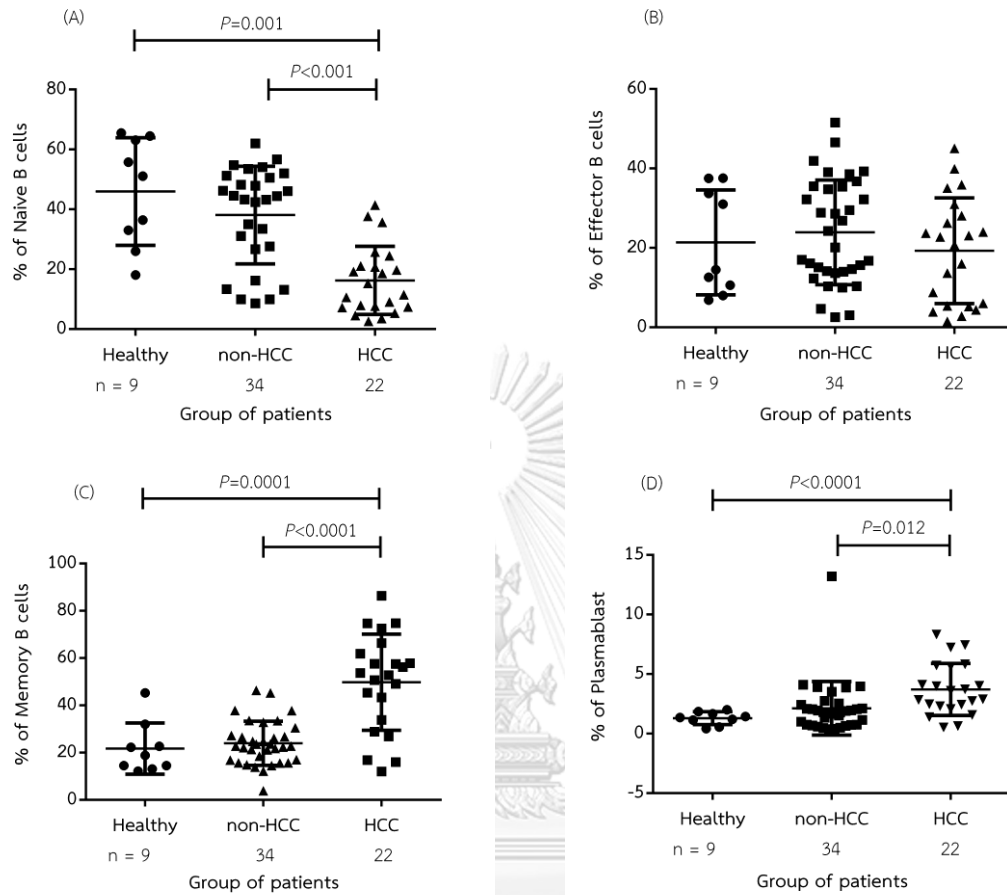 (A)
P=0.001
P<0.001
80
60
40
20
0
% of Naive B cells
Healthy non-HCC HCC
n = 9 34 22
Group of patients
(B)
60
40
20
0
% of Effector B cells
Healthy non-HCC HCC
n = 9 34 22
Group of patients
(C)
P=0.0001
P<0.0001
100
80
60
40
20
0
% of Memory B cells
Healthy non-HCC HCC
n = 9 34 22
Group of patients
(D)
P<0.0001
P=0.012
15
10
5
0
-5
% of Plasmablast
Healthy non-HCC HCC
n = 9 34 22
Group of patients